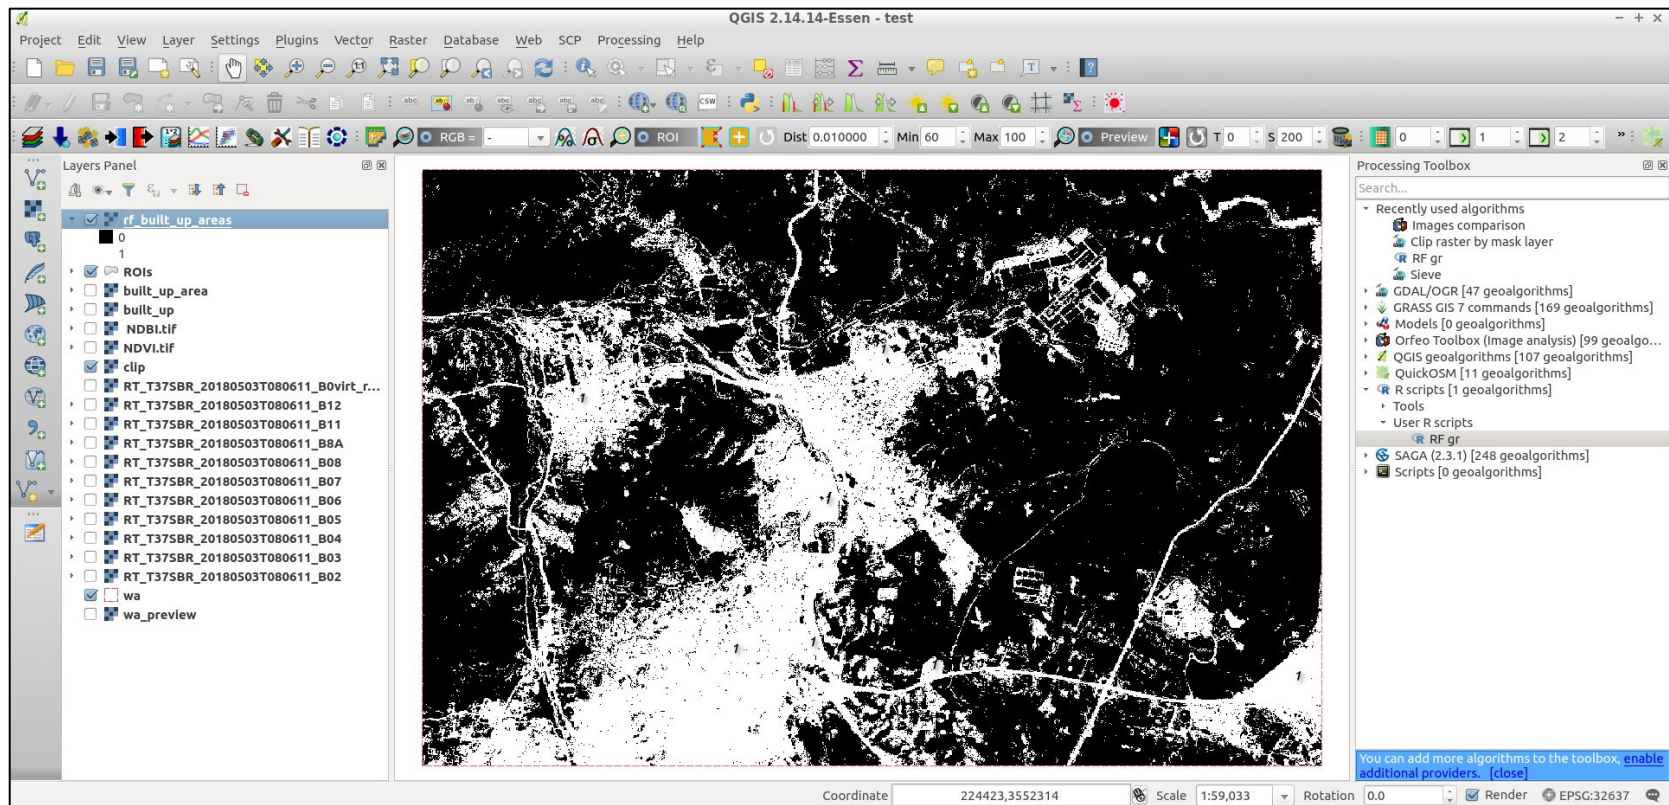 QGIS 2.14.14-Essen - test
Project Edit View Layer Settings Plugins Vector Raster Database Web SCP Processing Help
RGB = - ROI Dist 0.010000 Min 60 Max 100 Preview T 0 S 200 0 1 2 »
Layers Panel
rf_built_up_areas
0
1
ROIs
built_up_area
built_up
NDBI.tif
NDVI.tif
clip
RT_T37SBR_20180503T080611_B0virt_r...
RT_T37SBR_20180503T080611_B12
RT_T37SBR_20180503T080611_B11
RT_T37SBR_20180503T080611_B8A
RT_T37SBR_20180503T080611_B08
RT_T37SBR_20180503T080611_B07
RT_T37SBR_20180503T080611_B06
RT_T37SBR_20180503T080611_B05
RT_T37SBR_20180503T080611_B04
RT_T37SBR_20180503T080611_B03
RT_T37SBR_20180503T080611_B02
wa
wa_preview
1
1
1
1
1
1
1
Processing Toolbox
Search...
Recently used algorithms
Images comparison
Clip raster by mask layer
RF gr
Sieve
GDAL/OGR [47 geoalgorithms]
GRASS GIS 7 commands [169 geoalgorithms]
Models [0 geoalgorithms]
Orfeo Toolbox (Image analysis) [99 geoalgo...
QGIS geoalgorithms [107 geoalgorithms]
QuickOSM [11 geoalgorithms]
R scripts [1 geoalgorithms]
Tools
User R scripts
RF gr
SAGA (2.3.1) [248 geoalgorithms]
Scripts [0 geoalgorithms]
You can add more algorithms to the toolbox, enable
additional providers. [close]
Coordinate 224423,3552314 Scale 1:59,033 Rotation 0.0 Render EPSG:32637